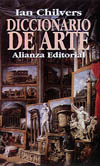 Ian Chilvers
DICCIONARIO
DE ARTE
Alianza Editorial